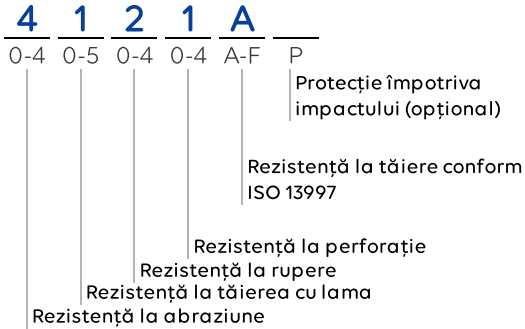 4 1 2 1 A
0-4 0-5 0-4 0-4 A-F P
Protecție împotriva
impactului (opțional)
Rezistență la tăiere conform
ISO 13997
Rezistență la perforație
Rezistență la rupere
Rezistență la tăierea cu lama
Rezistență la abraziune